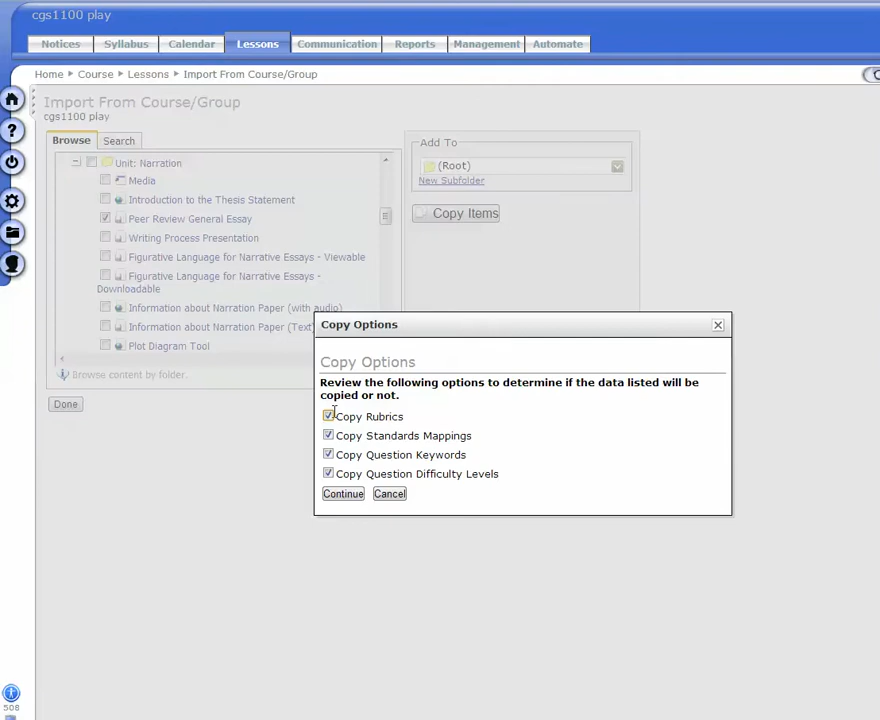 cgs1100 play
Notices Syllabus Calendar Lessons Communication Reports Management Automate
Home Course Lessons Import From Course/Group
Import From Course/Group
cgs1100 play
Browse Search
Unit: Narration
Media
Introduction to the Thesis Statement
Peer Review General Essay
Writing Process Presentation
Figurative Language for Narrative Essays - Viewable
Figurative Language for Narrative Essays -
Downloadable
Information about Narration Paper (with audio)
Information about Narration Paper (Text)
Plot Diagram Tool
Browse content by folder.
Done
Add To
(Root)
New Subfolder
Copy Items
Copy Options
Copy Options
Review the following options to determine if the data listed will be
copied or not.
Copy Rubrics
Copy Standards Mappings
Copy Question Keywords
Copy Question Difficulty Levels
Continue Cancel
508